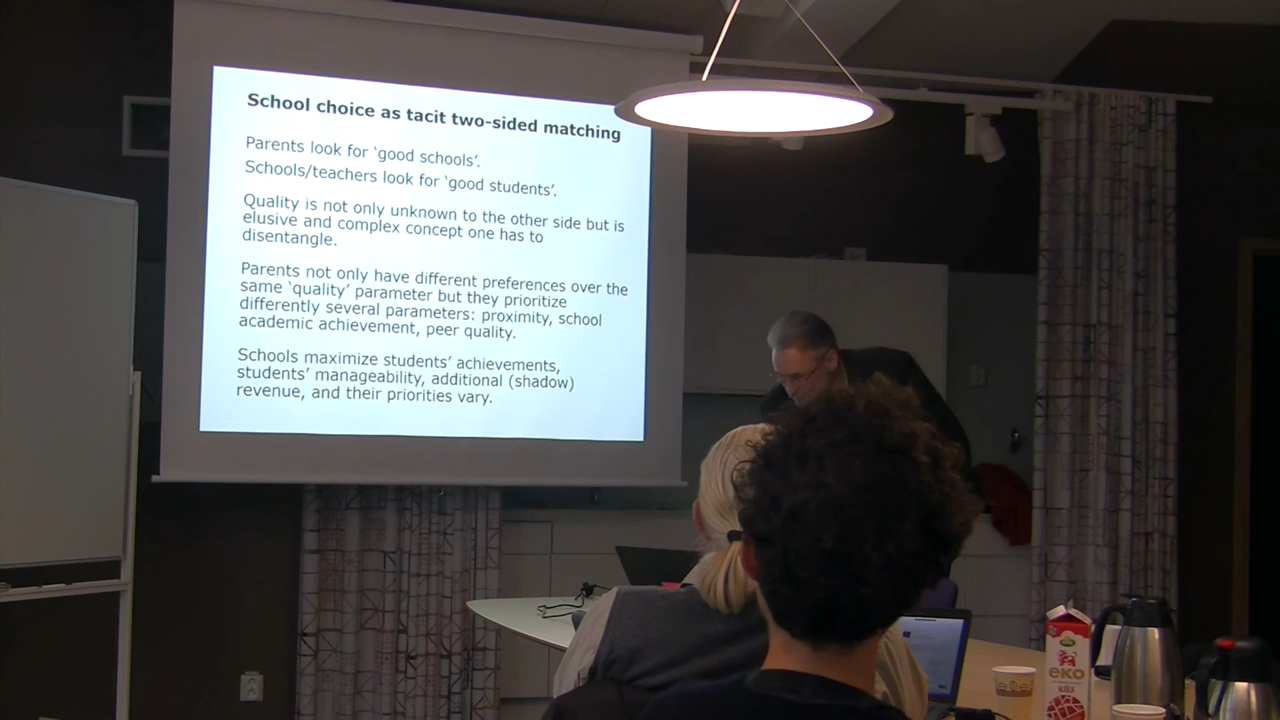 School choice as tacit two-sided matching
Parents look for ‘good schools’.
Schools/teachers look for ‘good students’.
Quality is not only unknown to the other side but is
elusive and complex concept one has to
disentangle.
Parents not only have different preferences over the
same ‘quality’ parameter but they prioritize
differently several parameters: proximity, school
academic achievement, peer quality.
Schools maximize students’ achievements,
students’ manageability, additional (shadow)
revenue, and their priorities vary.
eko